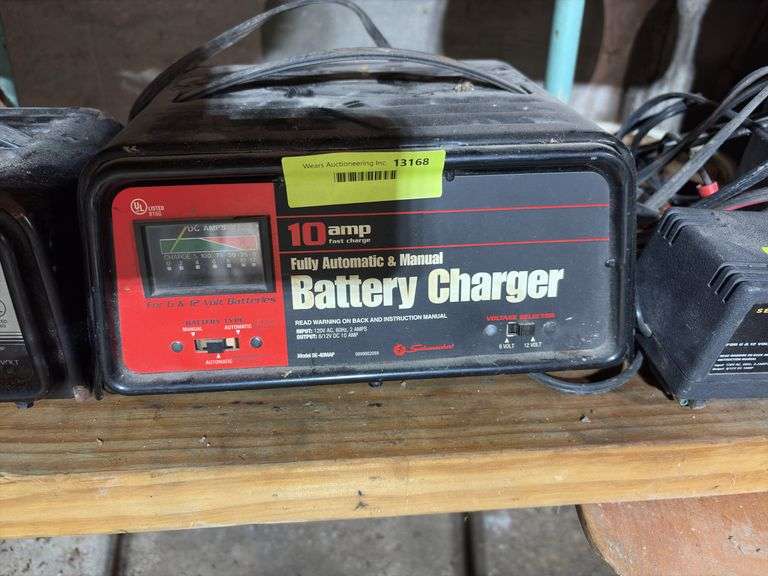 Wears Auctioneering Inc. 13168
UL LISTED
DC AMPS
CHARGE
10 amp
fast charge
Fully Automatic & Manual
Battery Charger
For 6 & 12 Volt Batteries
READ WARNING ON BACK AND INSTRUCTION MANUAL
INPUT: 120V AC, 60Hz, 2 AMPS
OUTPUT: 6/12V DC 10 AMP
BATTERY TYPE
MANUAL
AUTOMATIC
AUTOMATIC
VOLTAGE SELECTOR
6 VOLT 12 VOLT
Schumacher